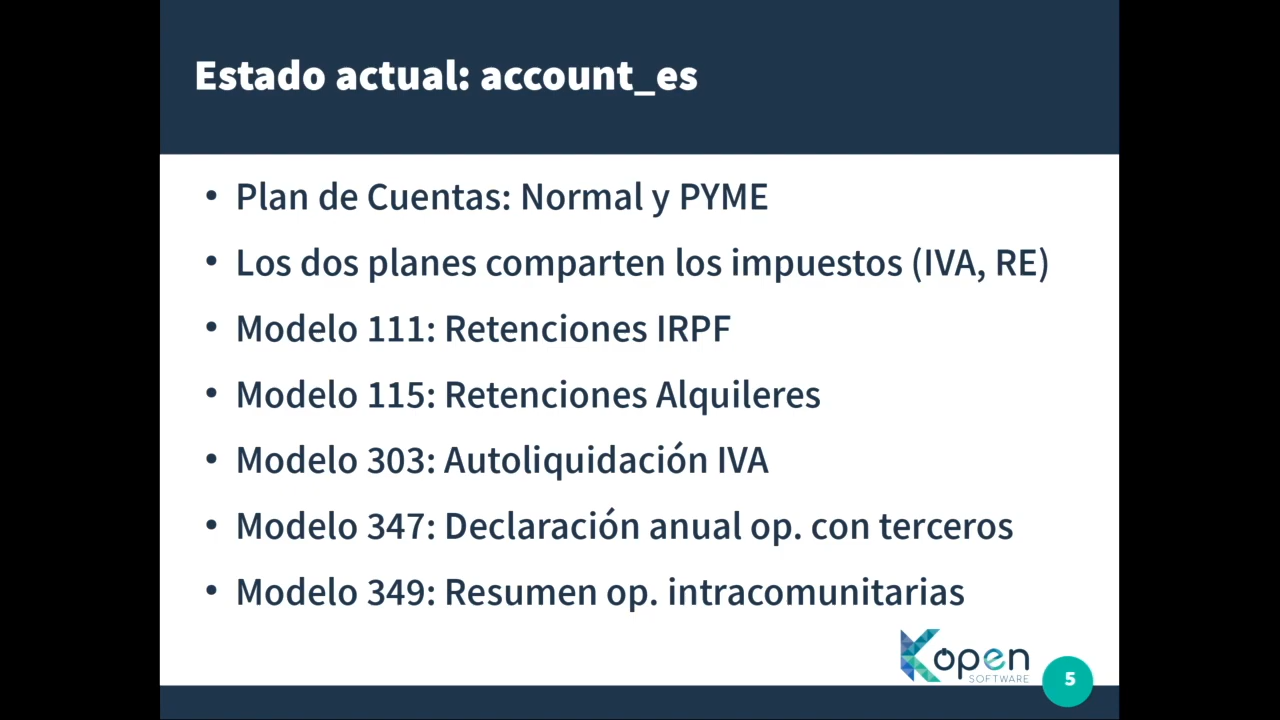 Estado actual: account_es
• Plan de Cuentas: Normal y PYME
• Los dos planes comparten los impuestos (IVA, RE)
• Modelo 111: Retenciones IRPF
• Modelo 115: Retenciones Alquileres
• Modelo 303: Autoliquidación IVA
• Modelo 347: Declaración anual op. con terceros
• Modelo 349: Resumen op. intracomunitarias
Kopen
SOFTWARE
5